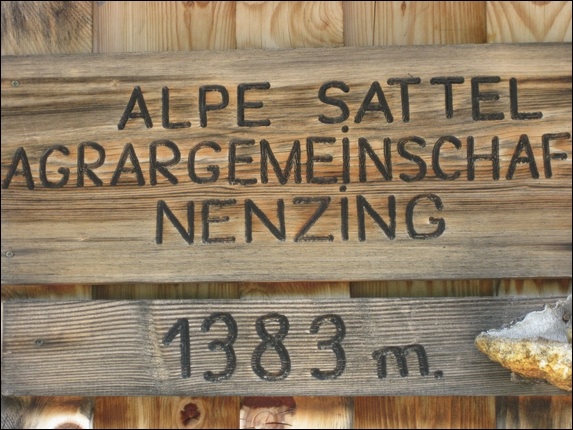 ALPE SATTEL
AGRARGEMEiNSCHAF
NENZiNG
1383 m.